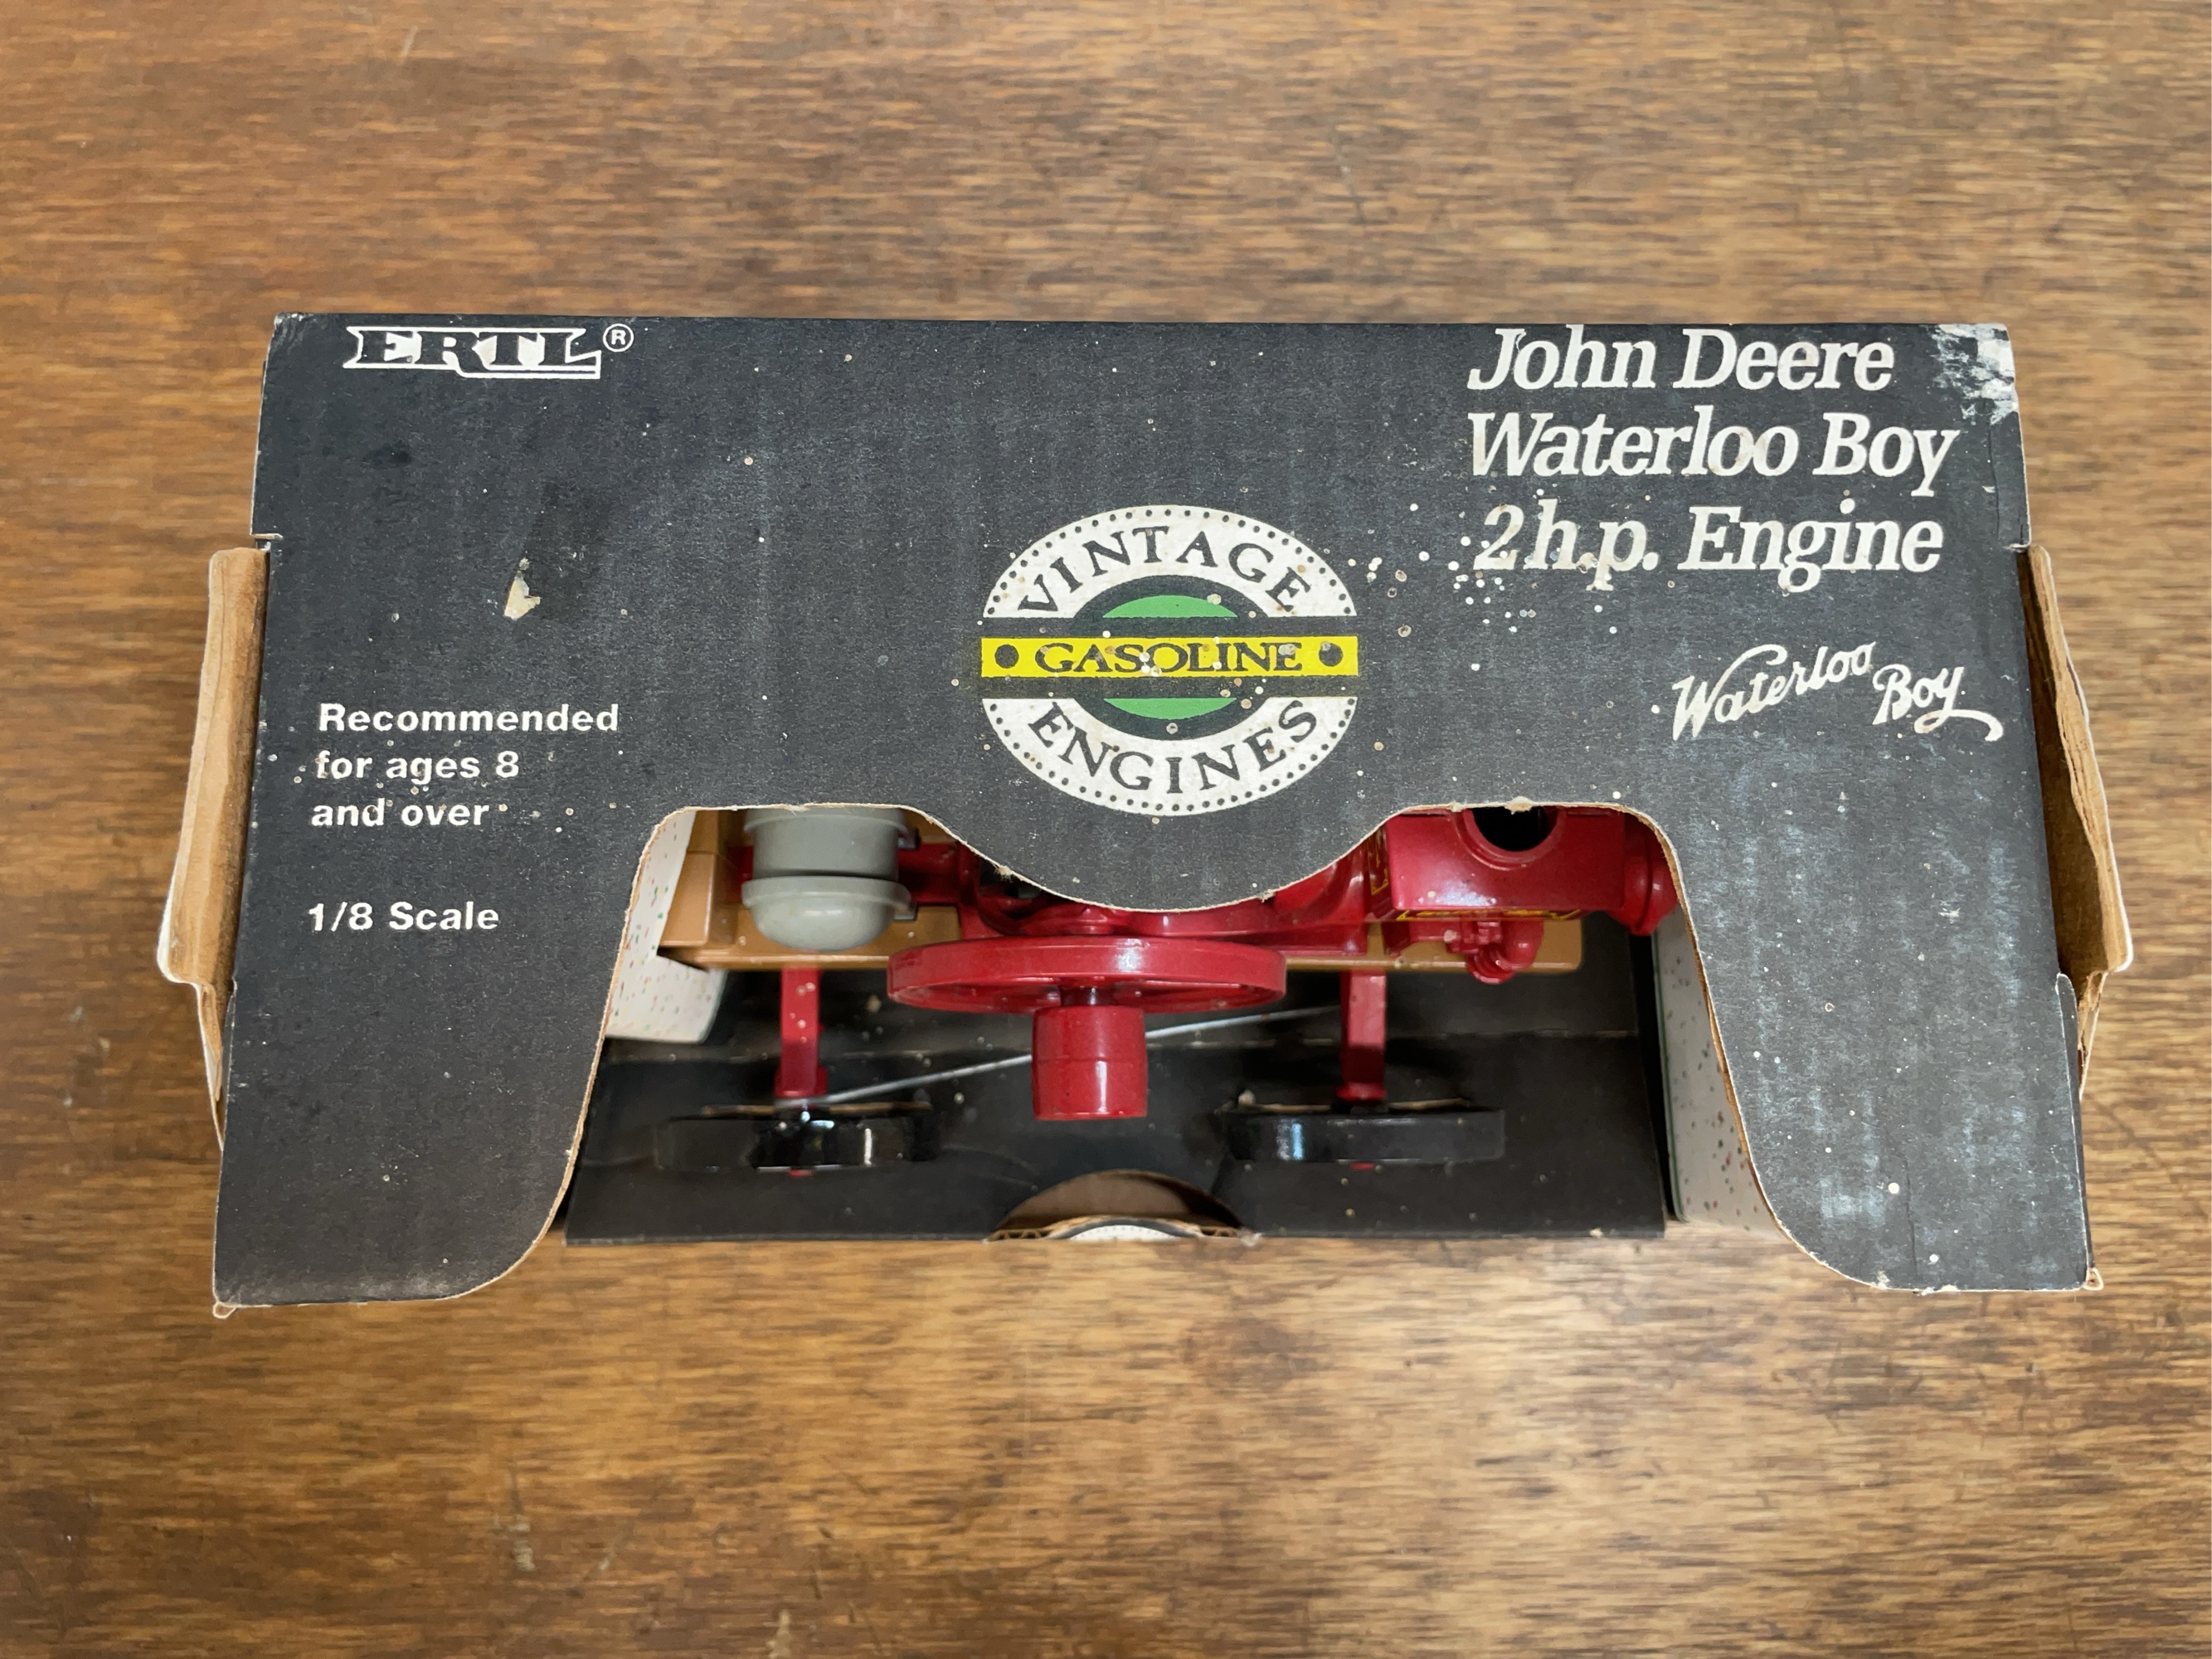 ERTL®
John Deere
Waterloo Boy
2 h.p. Engine
VINTAGE
GASOLINE
ENGINES
Waterloo Boy
Recommended
for ages 8
and over
1/8 Scale